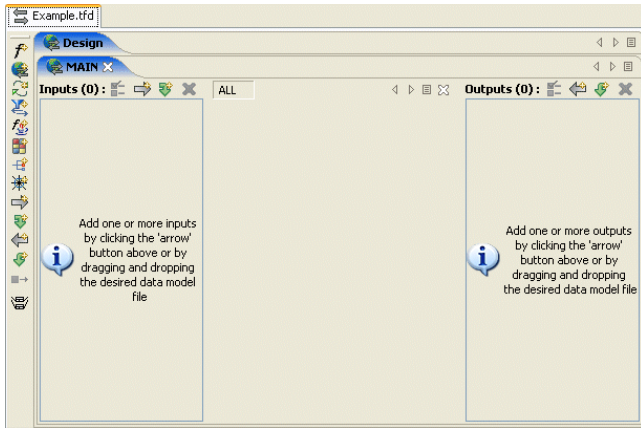 Example.tfd
Design
MAIN
Inputs (0) :
ALL
Outputs (0) :
Add one or more inputs
by clicking the 'arrow'
button above or by
dragging and dropping
the desired data model
file
Add one or more outputs
by clicking the 'arrow'
button above or by
dragging and dropping
the desired data model file